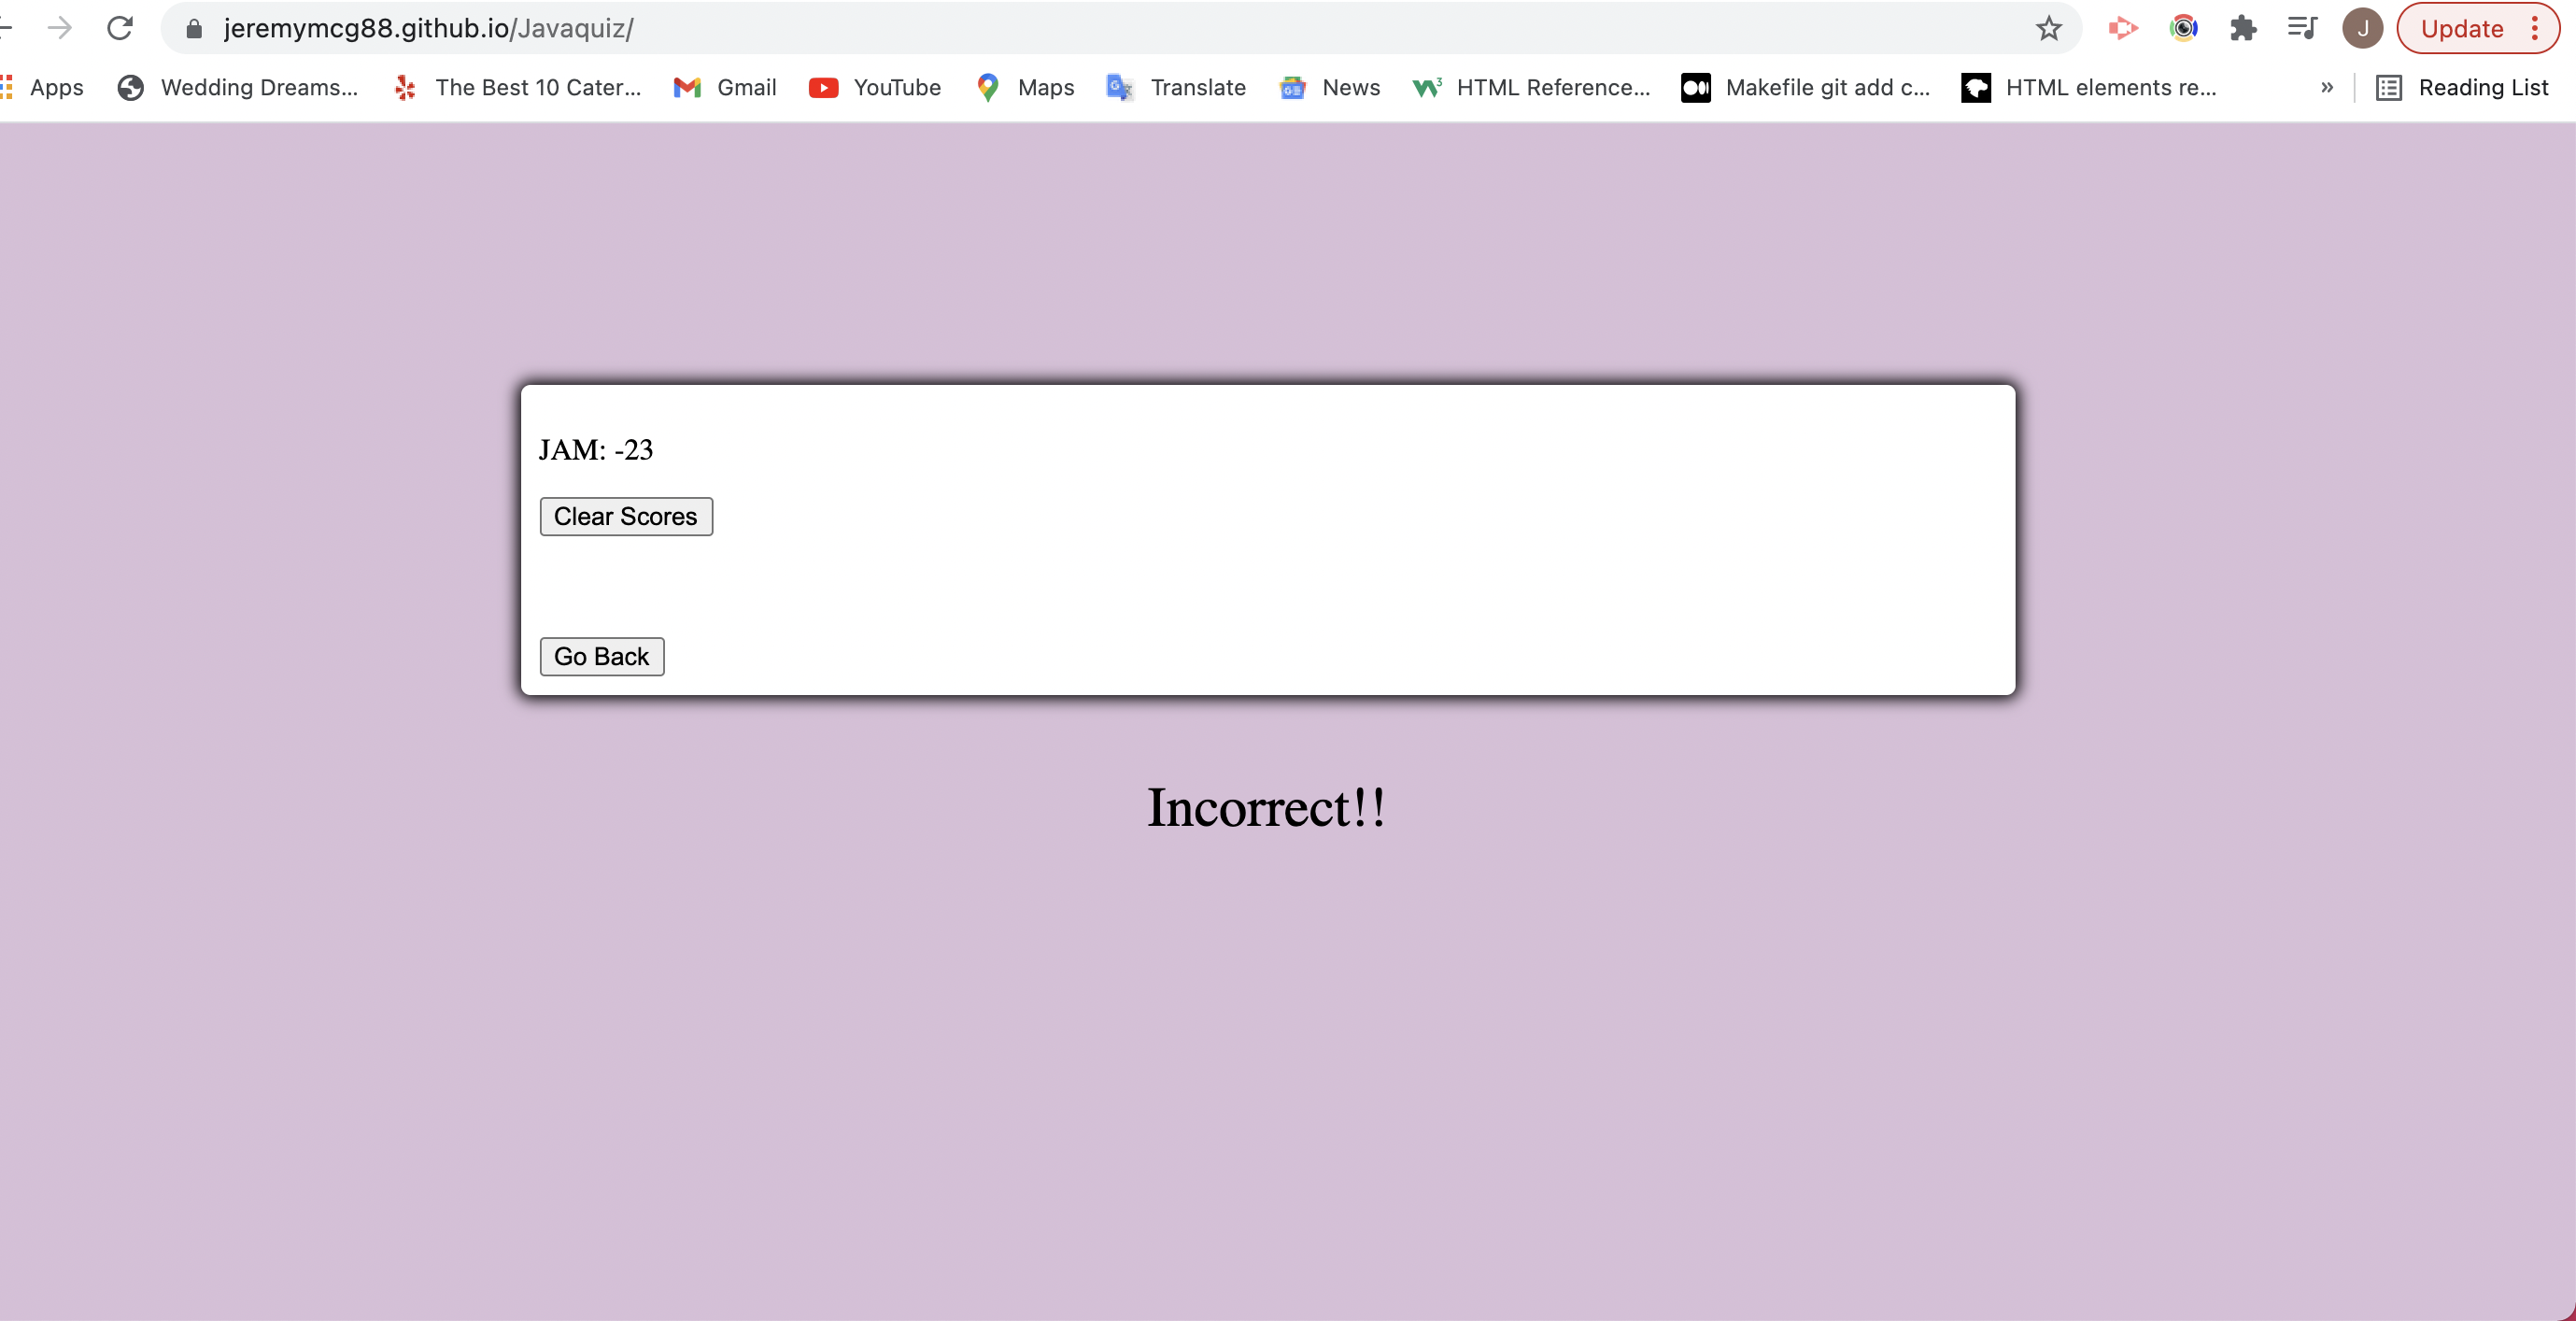 jeremymcg88.github.io/Javaquiz/
J
Update
Apps
Wedding Dreams...
The Best 10 Cater...
Gmail
YouTube
Maps
Translate
News
HTML Reference...
Makefile git add c...
HTML elements re...
»
Reading List
JAM: -23
Clear Scores
Go Back
Incorrect!!